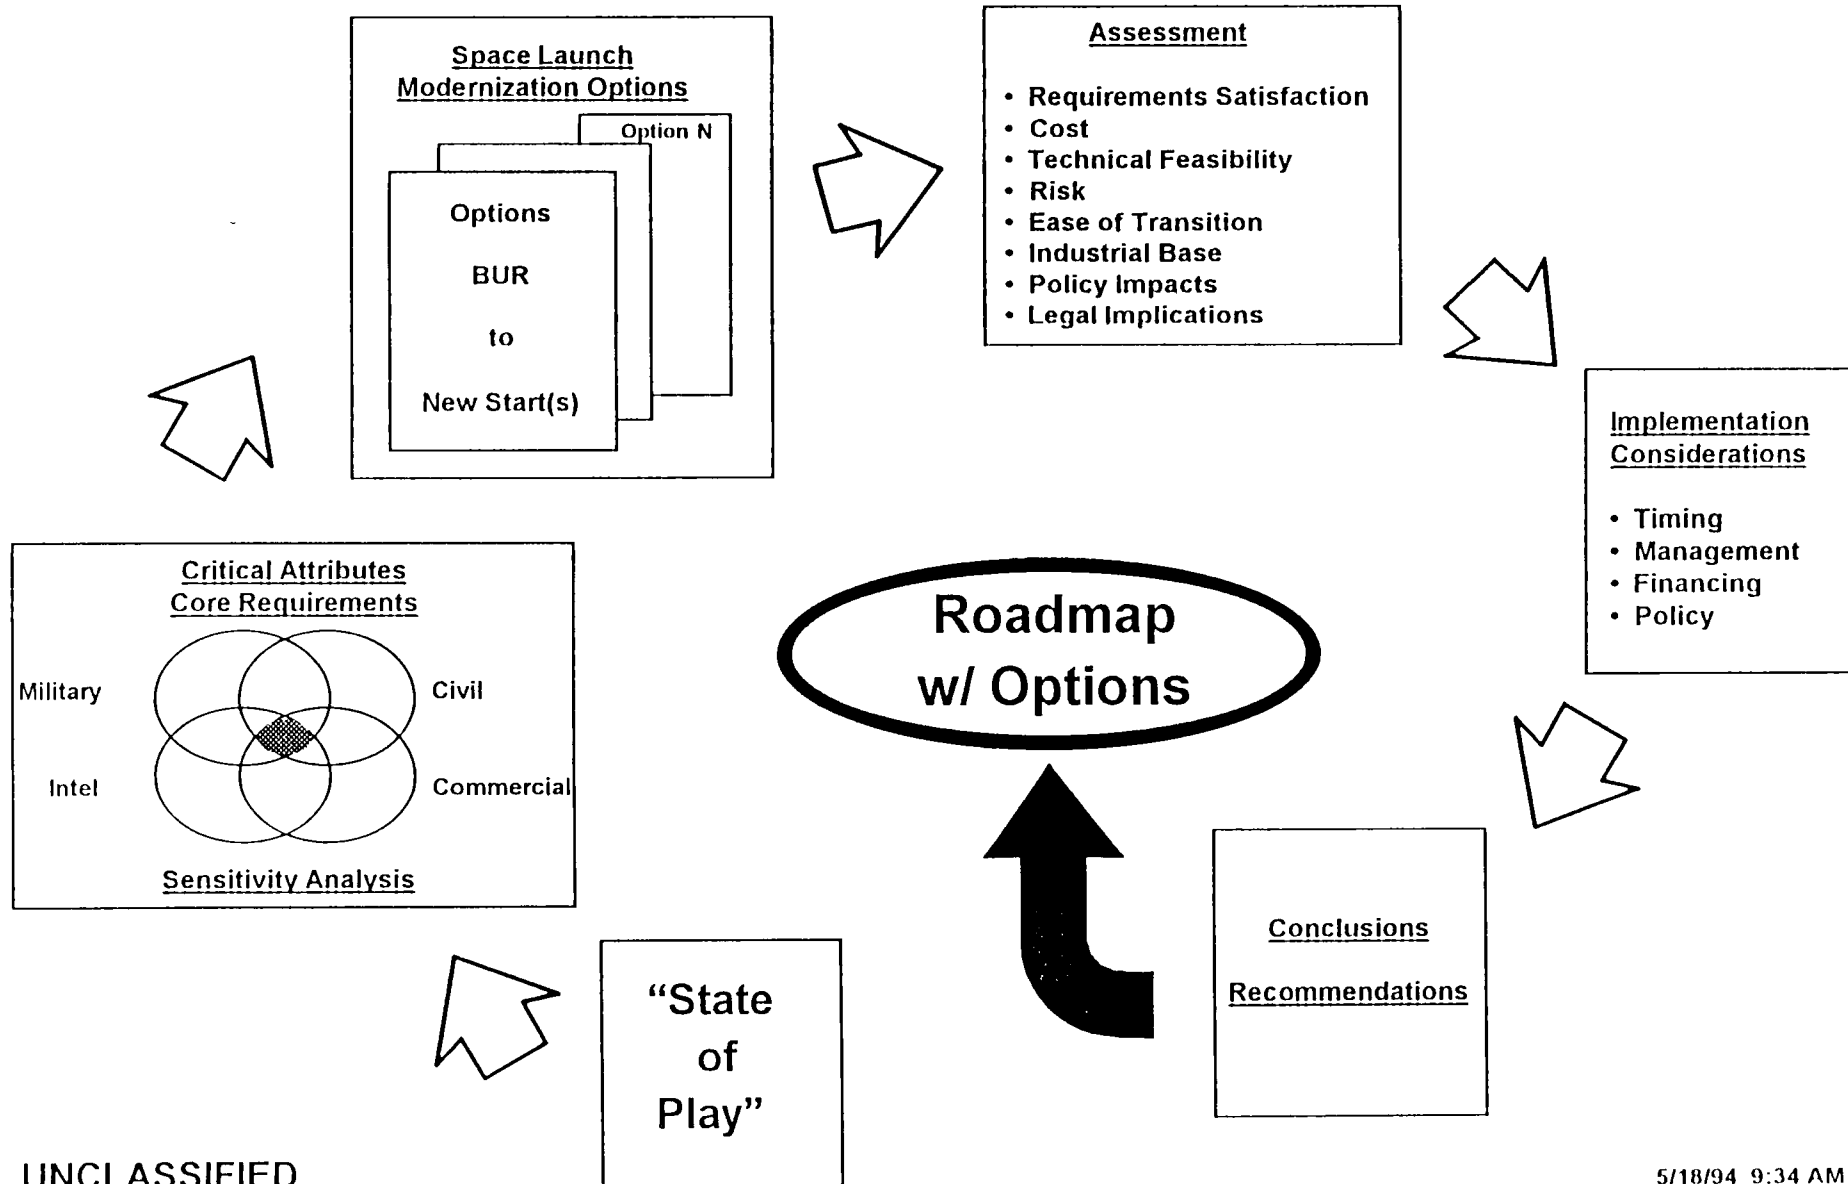 Space Launch
Modernization Options
Option N
Options
BUR
to
New Start(s)
Assessment
• Requirements Satisfaction
• Cost
• Technical Feasibility
• Risk
• Ease of Transition
• Industrial Base
• Policy Impacts
• Legal Implications
Implementation
Considerations
• Timing
• Management
• Financing
• Policy
Critical Attributes
Core Requirements
Military
Civil
Intel
Commercial
Sensitivity Analysis
Roadmap
w/ Options
"State
of
Play"
Conclusions
Recommendations
UNCLASSIFIED
5/18/94 9:34 AM